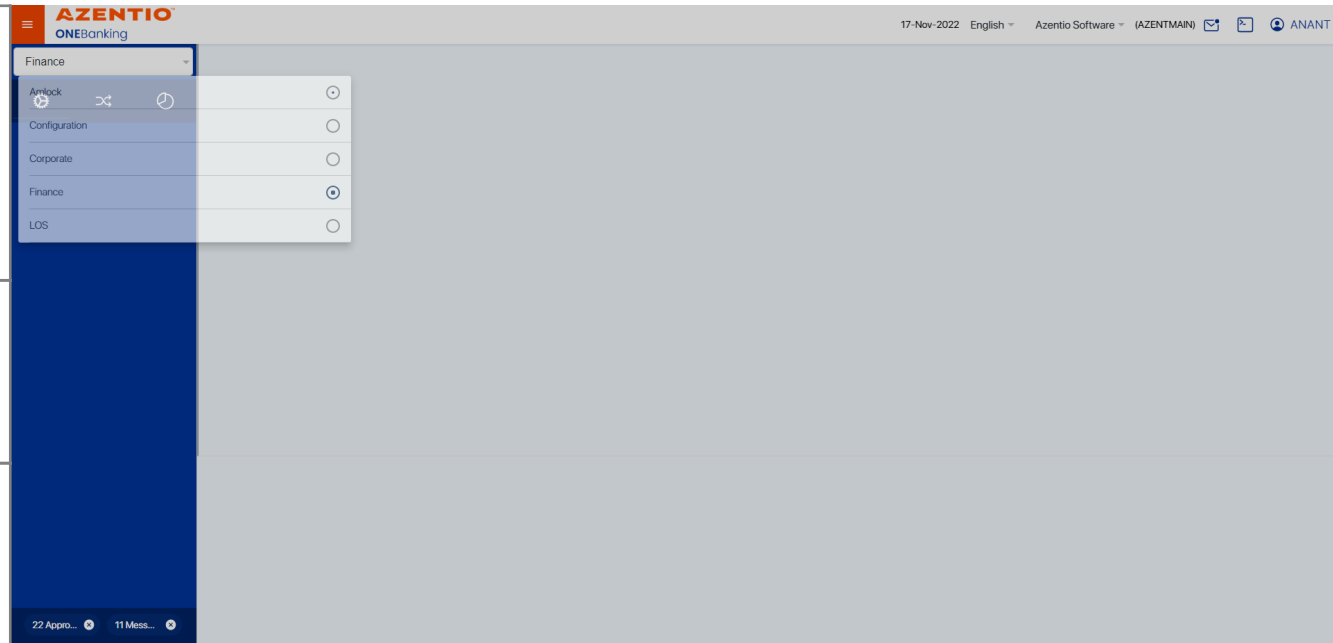 AZENTIO™
ONEBanking
17-Nov-2022 English Azentio Software (AZENTMAIN) ANANT
Finance
Amlock
Configuration
Corporate
Finance
LOS
22 Appro... 11 Mess...